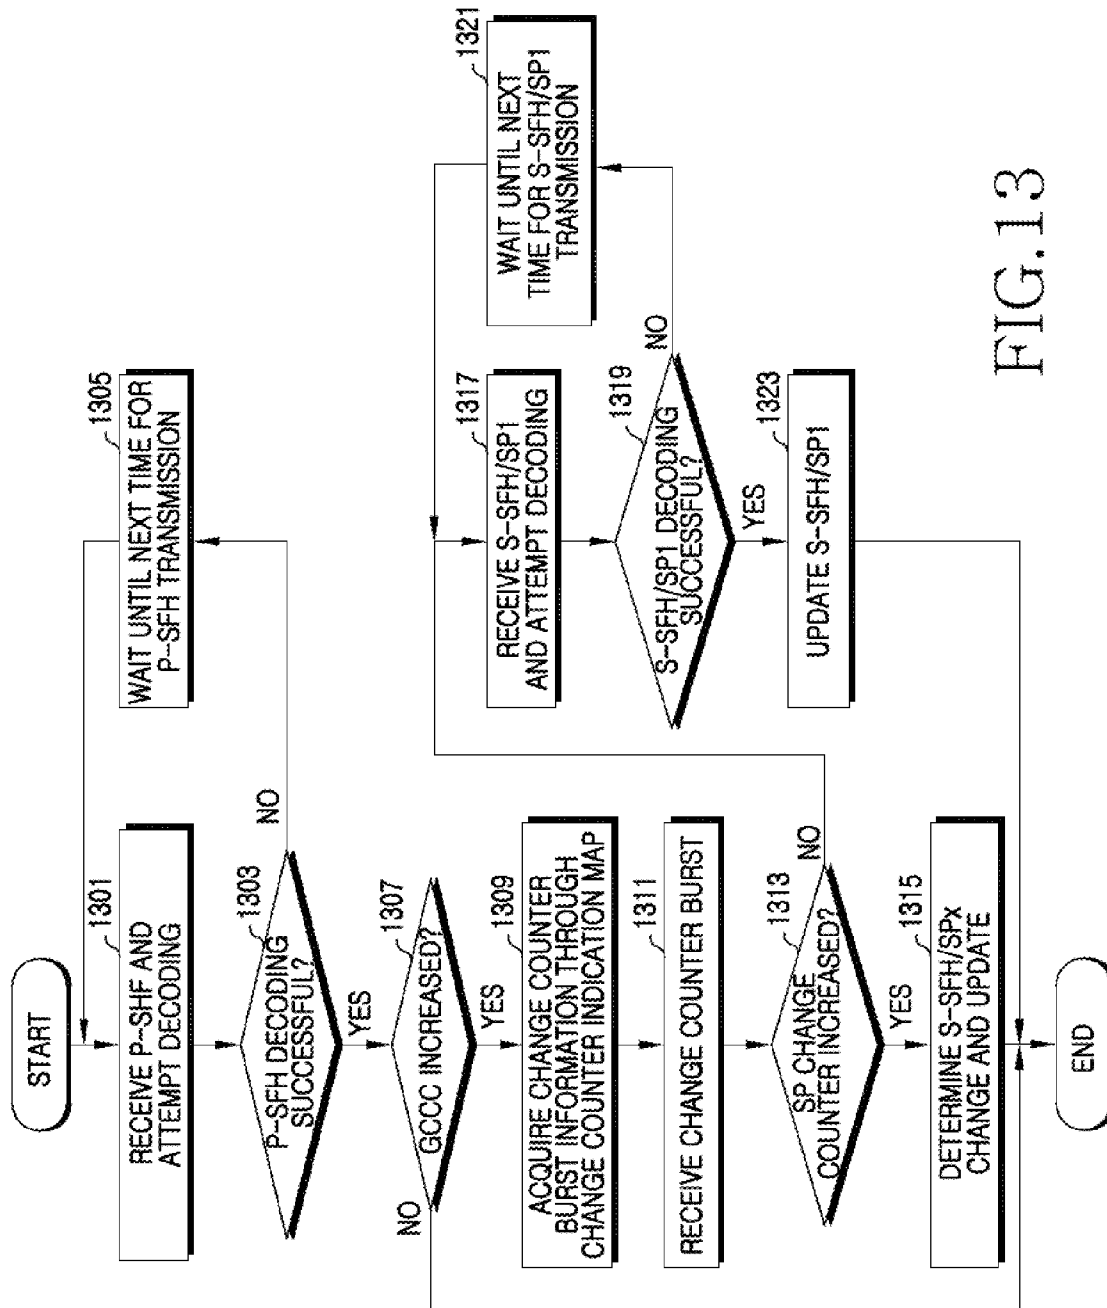 START
1301
RECEIVE P-SHF AND
ATTEMPT DECODING
1303
P-SFH DECODING
SUCCESSFUL?
NO
YES
1305
WAIT UNTIL NEXT TIME FOR
P-SFH TRANSMISSION
1307
GCCC INCREASED?
NO
YES
1309
ACQUIRE CHANGE COUNTER
BURST INFORMATION THROUGH
CHANGE COUNTER INDICATION MAP
1311
RECEIVE CHANGE COUNTER BURST
1313
SP CHANGE
COUNTER INCREASED?
NO
YES
1315
DETERMINE S-SFH/SPx
CHANGE AND UPDATE
1317
RECEIVE S-SFH/SP1
AND ATTEMPT DECODING
1319
S-SFH/SP1 DECODING
SUCCESSFUL?
NO
YES
1321
WAIT UNTIL NEXT
TIME FOR S-SFH/SP1
TRANSMISSION
1323
UPDATE S-SFH/SP1
END
FIG.13